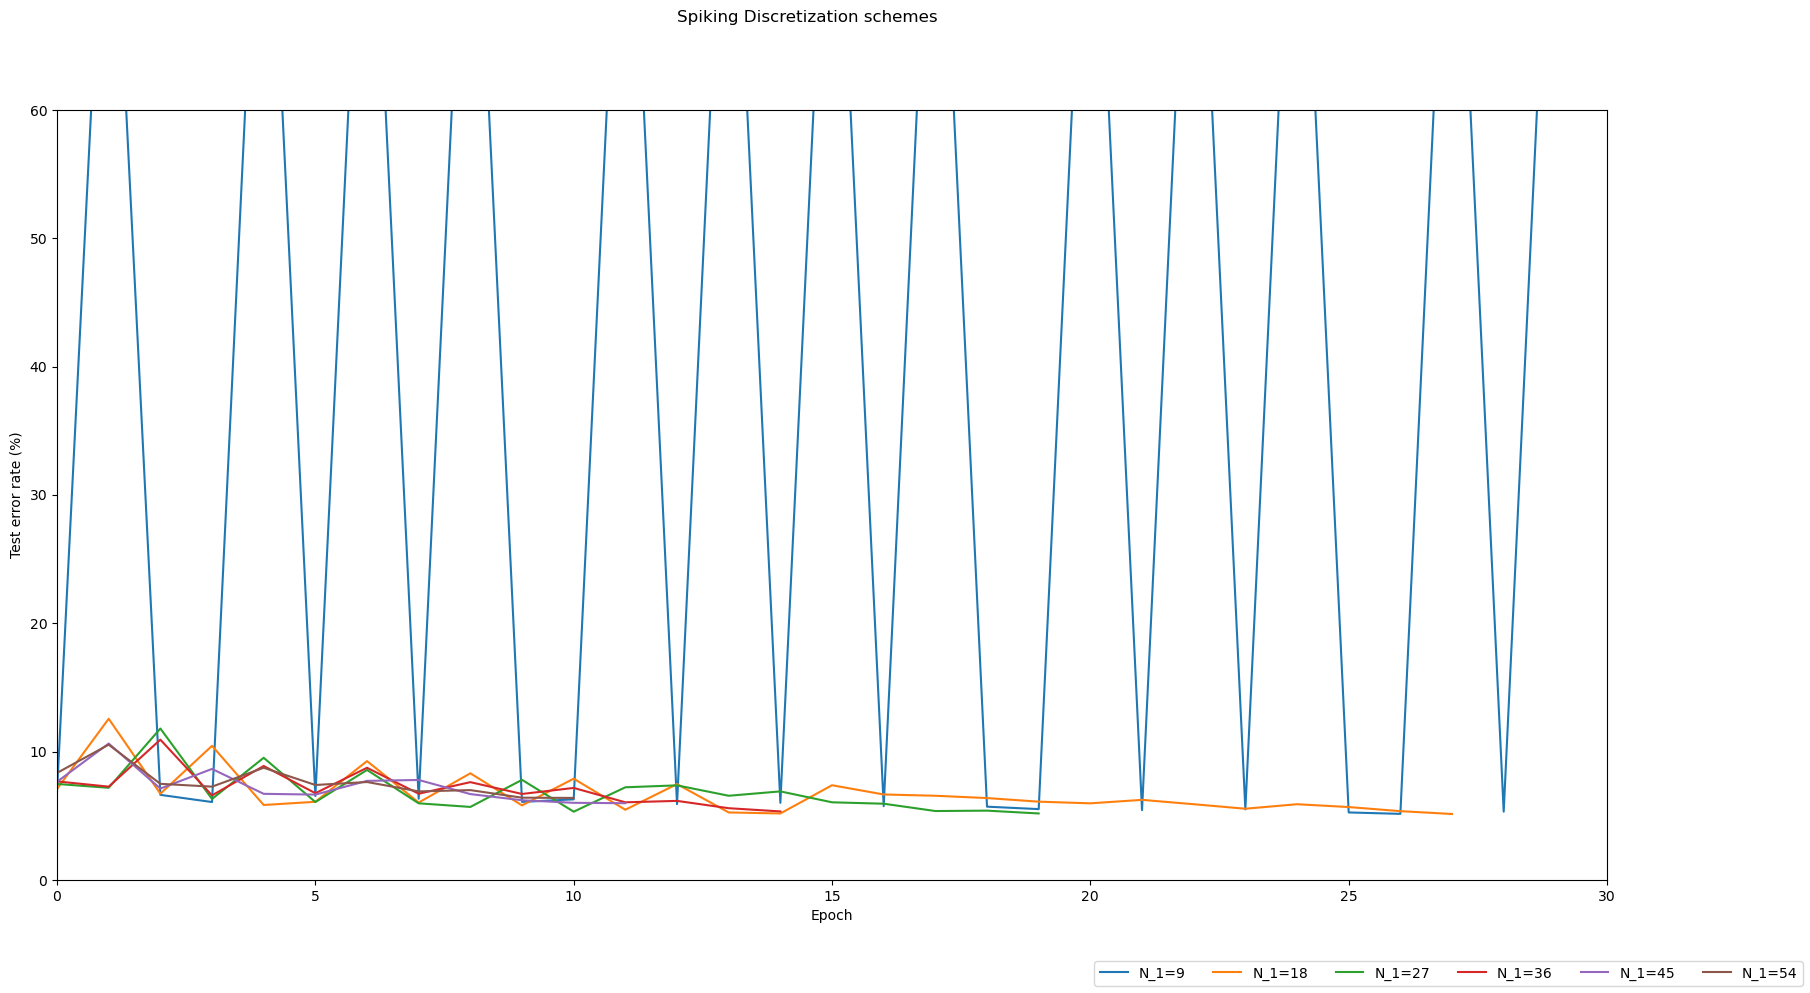 Spiking Discretization schemes
60
50
40
30
20
10
0
Test error rate (%)
0 5 10 15 20 25 30
Epoch
N_1=9 N_1=18 N_1=27 N_1=36 N_1=45 N_1=54